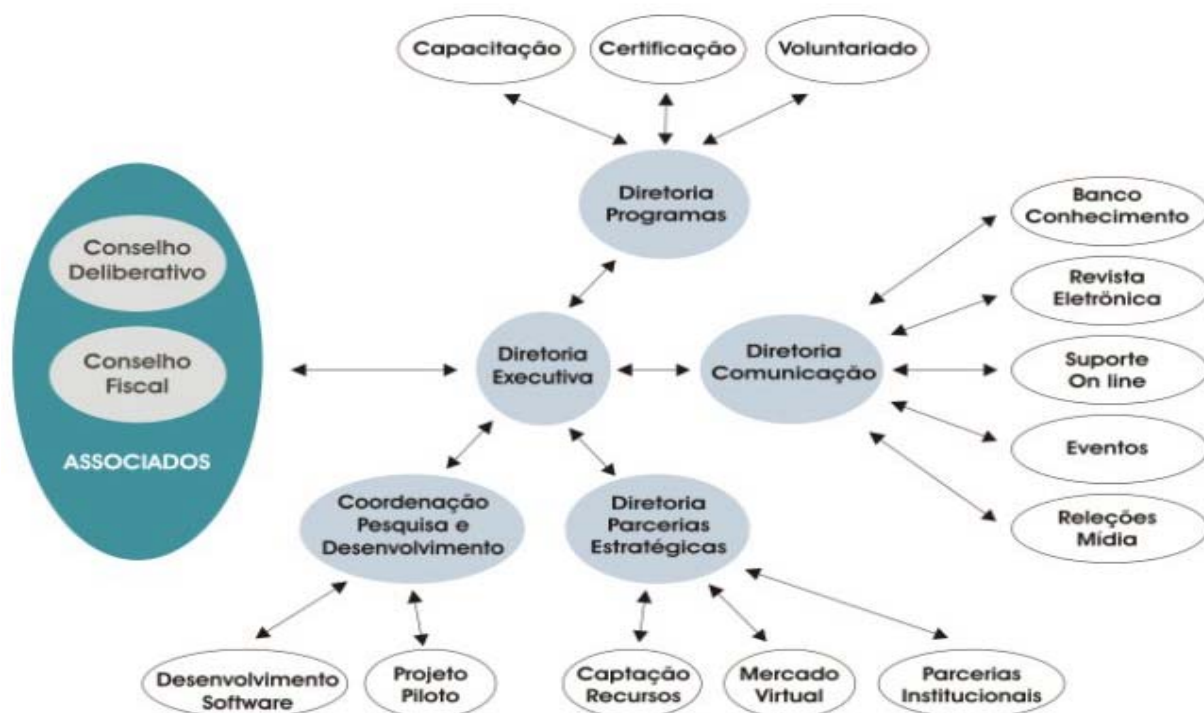 Capacitação
Certificação
Voluntariado
Diretoria
Programas
Banco
Conhecimento
Conselho
Deliberativo
Revista
Eletrônica
Conselho
Fiscal
Diretoria
Executiva
Diretoria
Comunicação
Suporte
On line
ASSOCIADOS
Eventos
Coordenação
Pesquisa e
Desenvolvimento
Diretoria
Parcerias
Estratégicas
Releções
Mídia
Desenvolvimento
Software
Projeto
Piloto
Captação
Recursos
Mercado
Virtual
Parcerias
Institucionais